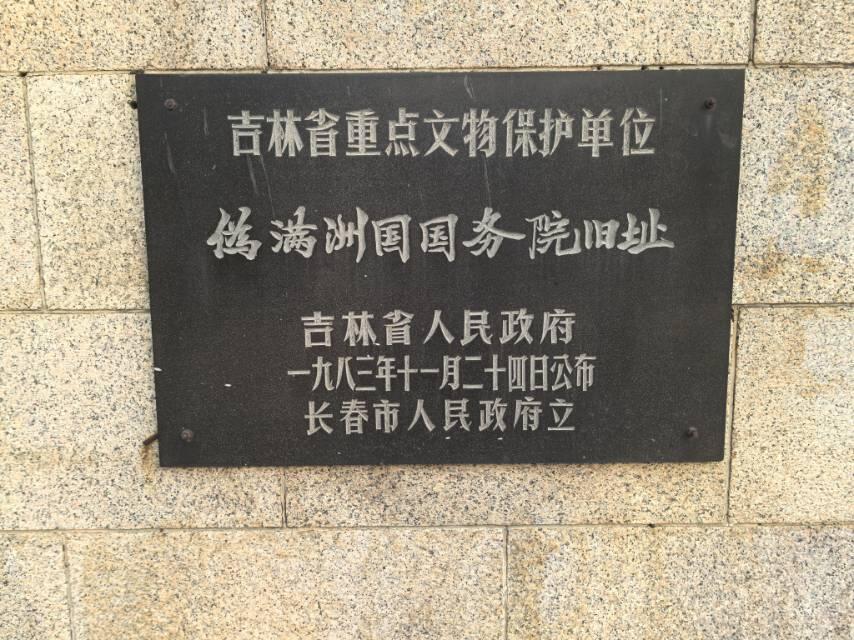 吉林省重点文物保护单位
伪满洲国国务院旧址
吉林省人民政府
一九八三年十一月二十四日公布
长春市人民政府立